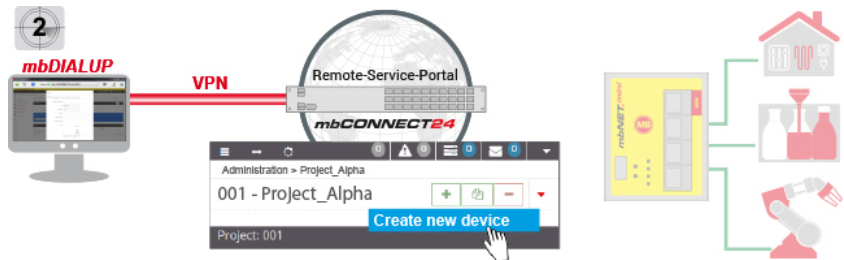 2
mbDIALUP
VPN
Remote-Service-Portal
mbCONNECT24
0 0 0 0
Administration > Project_Alpha
001 - Project_Alpha
Create new device
Project: 001
mbNET.mini
MB